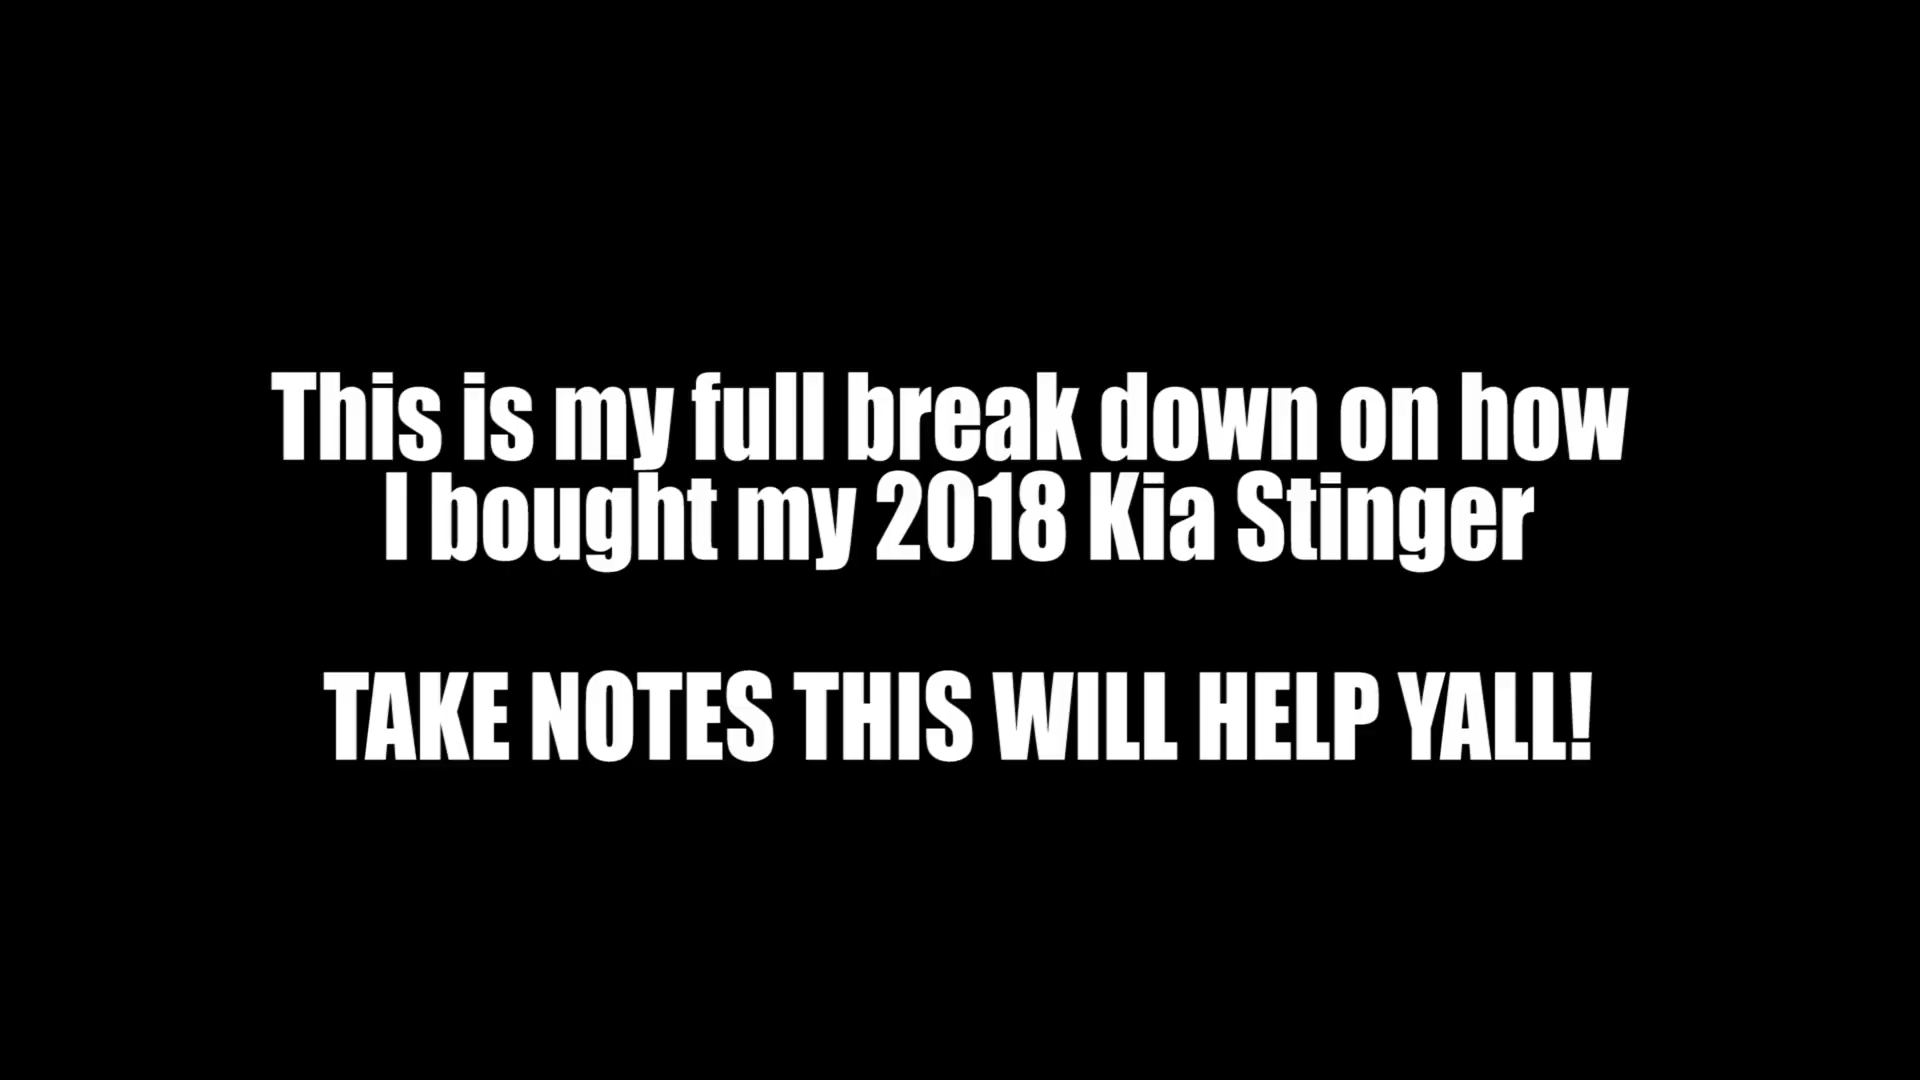 This is my full break down on how
I bought my 2018 Kia Stinger
TAKE NOTES THIS WILL HELP YALL!